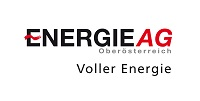 ENERGIE AG
Oberösterreich
Voller Energie